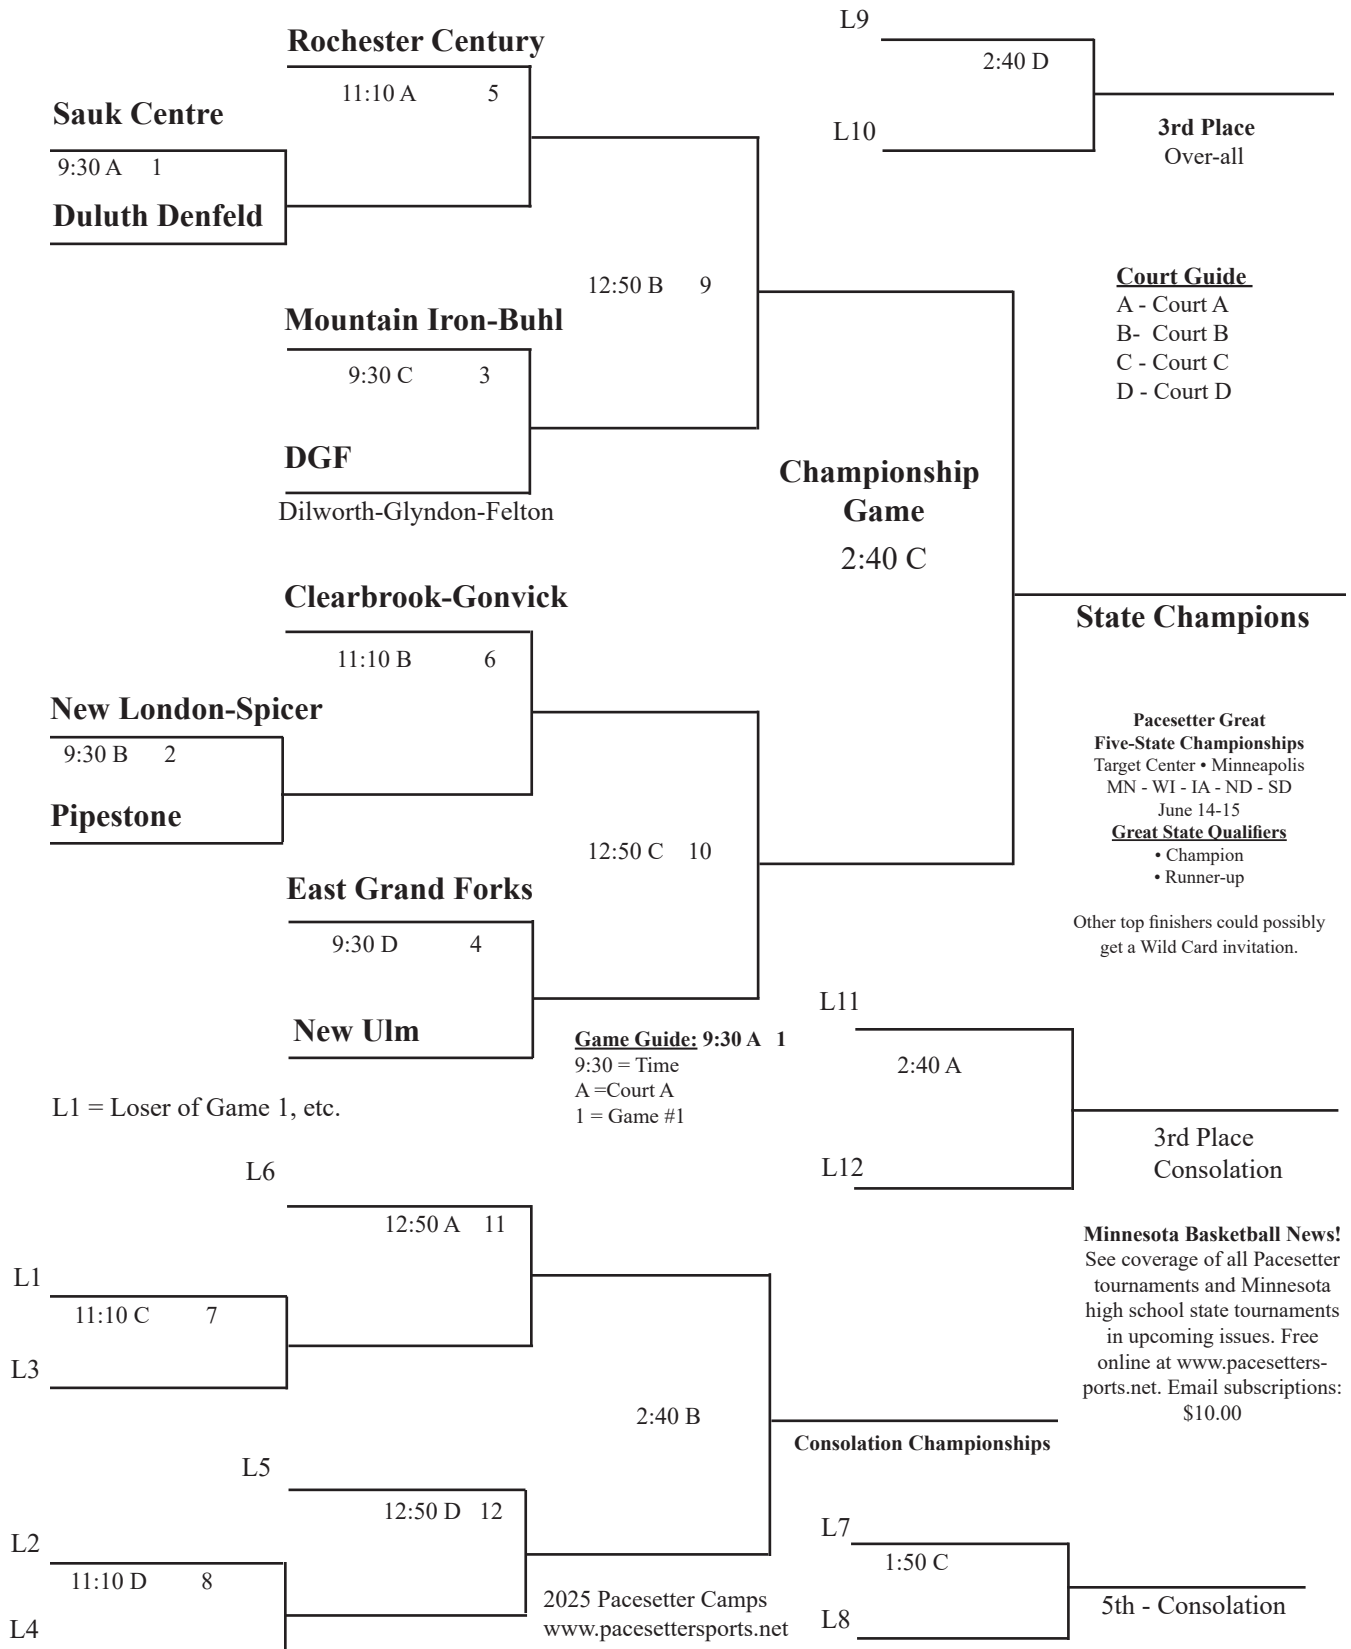 Rochester Century
11:10 A 5
Sauk Centre
9:30 A 1
Duluth Denfeld
12:50 B 9
Mountain Iron-Buhl
9:30 C 3
DGF
Dilworth-Glyndon-Felton
Championship
Game
2:40 C
Clearbrook-Gonvick
11:10 B 6
New London-Spicer
9:30 B 2
Pipestone
12:50 C 10
East Grand Forks
9:30 D 4
New Ulm
L9
2:40 D
L10
3rd Place
Over-all
Court Guide
A - Court A
B- Court B
C - Court C
D - Court D
State Champions
Pacesetter Great
Five-State Championships
Target Center • Minneapolis
MN - WI - IA - ND - SD
June 14-15
Great State Qualifiers
• Champion
• Runner-up
Other top finishers could possibly
get a Wild Card invitation.
Game Guide: 9:30 A 1
9:30 = Time
A =Court A
1 = Game #1
L1 = Loser of Game 1, etc.
L11
2:40 A
L12
3rd Place
Consolation
L6
12:50 A 11
L1
11:10 C 7
L3
2:40 B
Consolation Championships
L5
12:50 D 12
L2
11:10 D 8
L4
Minnesota Basketball News!
See coverage of all Pacesetter
tournaments and Minnesota
high school state tournaments
in upcoming issues. Free
online at www.pacesetters-
ports.net. Email subscriptions:
$10.00
L7
1:50 C
L8
5th - Consolation
2025 Pacesetter Camps
www.pacesettersports.net